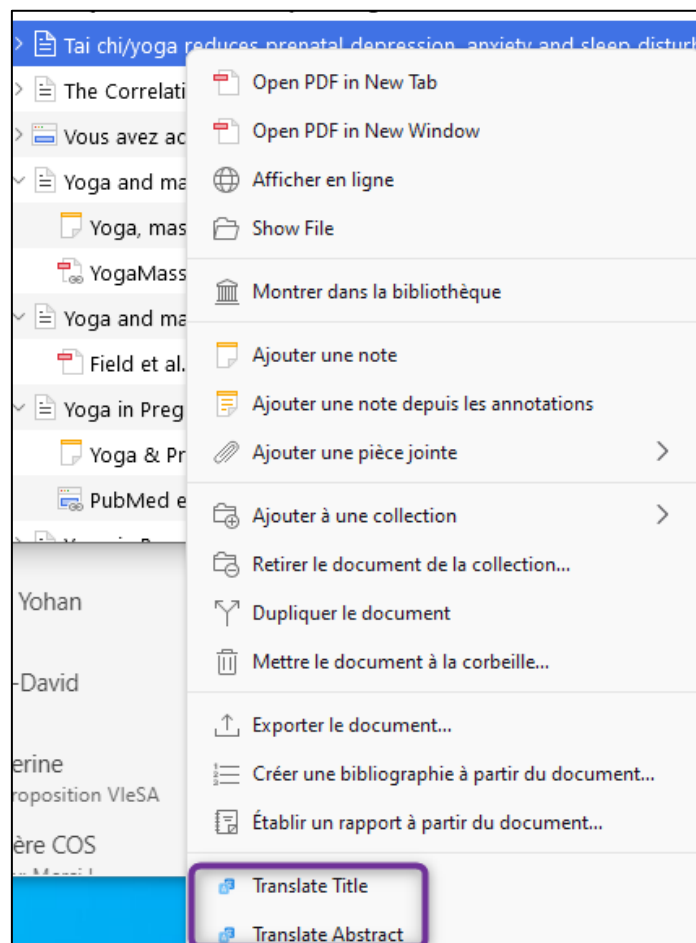 Tai chi/yoga reduces prenatal depression, anxiety and sleep disturb
The Correlati
Vous avez ac
Yoga and ma
Yoga, mas
YogaMass
Yoga and ma
Field et al.
Yoga in Preg
Yoga & Pr
PubMed e
Open PDF in New Tab
Open PDF in New Window
Afficher en ligne
Show File
Montrer dans la bibliothèque
Ajouter une note
Ajouter une note depuis les annotations
Ajouter une pièce jointe
Ajouter à une collection
Retirer le document de la collection...
Dupliquer le document
Mettre le document à la corbeille...
Exporter le document...
Créer une bibliographie à partir du document...
Établir un rapport à partir du document...
Translate Title
Translate Abstract
Yohan
-David
erine
roposition VIeSA
ère COS